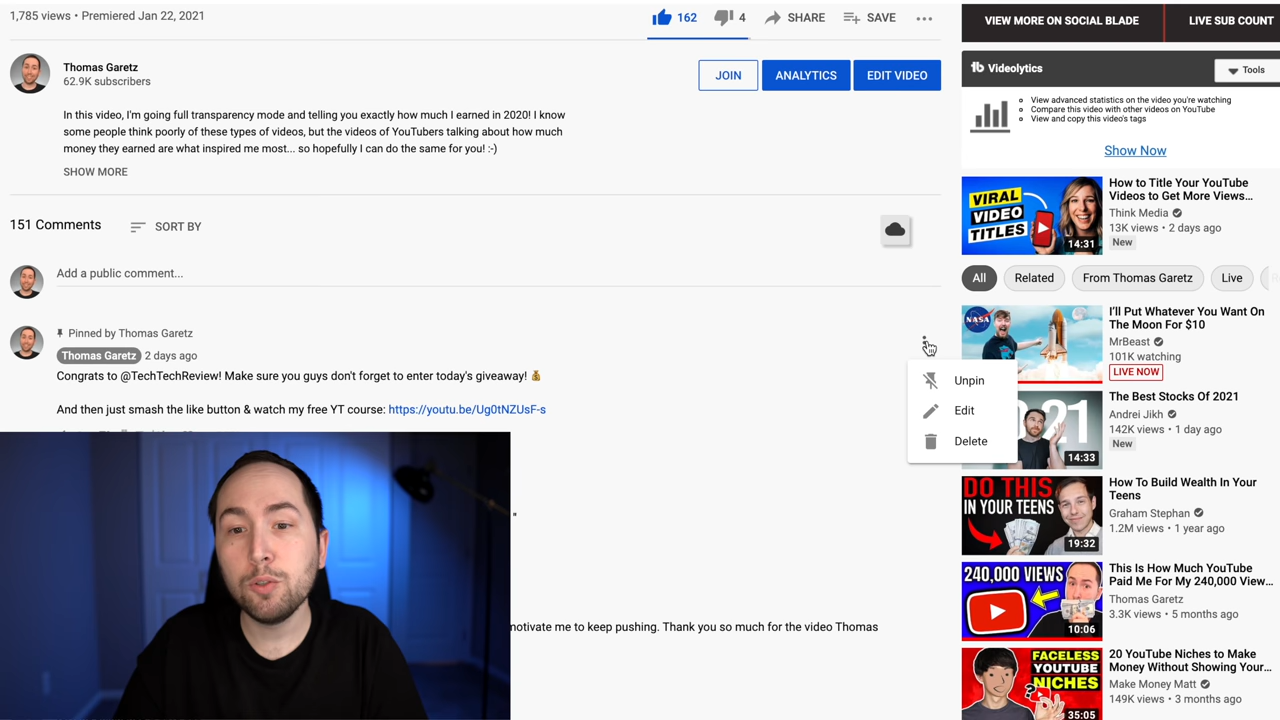 1,785 views • Premiered Jan 22, 2021
162
4
SHARE
SAVE
Thomas Garetz
62.9K subscribers
JOIN
ANALYTICS
EDIT VIDEO
In this video, I'm going full transparency mode and telling you exactly how much I earned in 2020! I know
some people think poorly of these types of videos, but the videos of YouTubers talking about how much
money they earned are what inspired me most... so hopefully I can do the same for you! :-)
SHOW MORE
151 Comments
SORT BY
Add a public comment...
Pinned by Thomas Garetz
Thomas Garetz 2 days ago
Congrats to @TechTechReview! Make sure you guys don't forget to enter today's giveaway! 💰
And then just smash the like button & watch my free YT course: https://youtu.be/Ug0tNZUsF-s
Unpin
Edit
Delete
motivate me to keep pushing. Thank you so much for the video Thomas
VIEW MORE ON SOCIAL BLADE
LIVE SUB COUNT
Videolytics
Tools
View advanced statistics on the video you're watching
Compare this video with other videos on YouTube
View and copy this video's tags
Show Now
VIRAL
VIDEO
TITLES
14:31
How to Title Your YouTube
Videos to Get More Views...
Think Media
13K views • 2 days ago
New
All
Related
From Thomas Garetz
Live
NASA
I'll Put Whatever You Want On
The Moon For $10
MrBeast
101K watching
LIVE NOW
14:33
The Best Stocks Of 2021
Andrei Jikh
142K views • 1 day ago
New
DO THIS
IN YOUR TEENS
19:32
How To Build Wealth In Your
Teens
Graham Stephan
1.2M views • 1 year ago
240,000 VIEWS
10:06
This Is How Much YouTube
Paid Me For My 240,000 View...
Thomas Garetz
3.3K views • 5 months ago
FACELESS
YOUTUBE
NICHES
35:05
20 YouTube Niches to Make
Money Without Showing Your...
Make Money Matt
149K views • 3 months ago